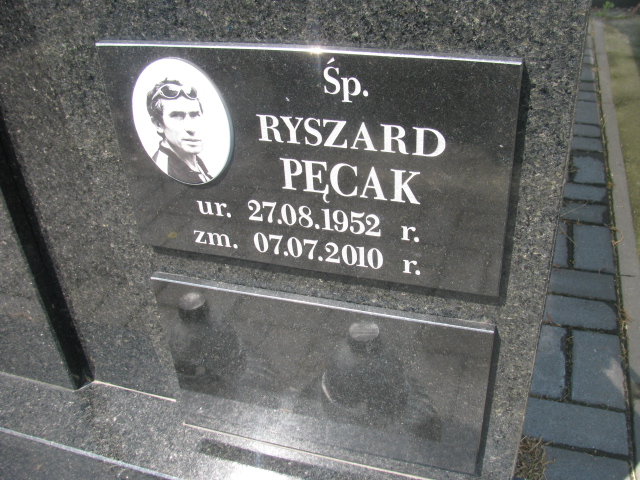 Śp.
RYSZARD
PĘCAK
ur. 27.08.1952 r.
zm. 07.07.2010 r.